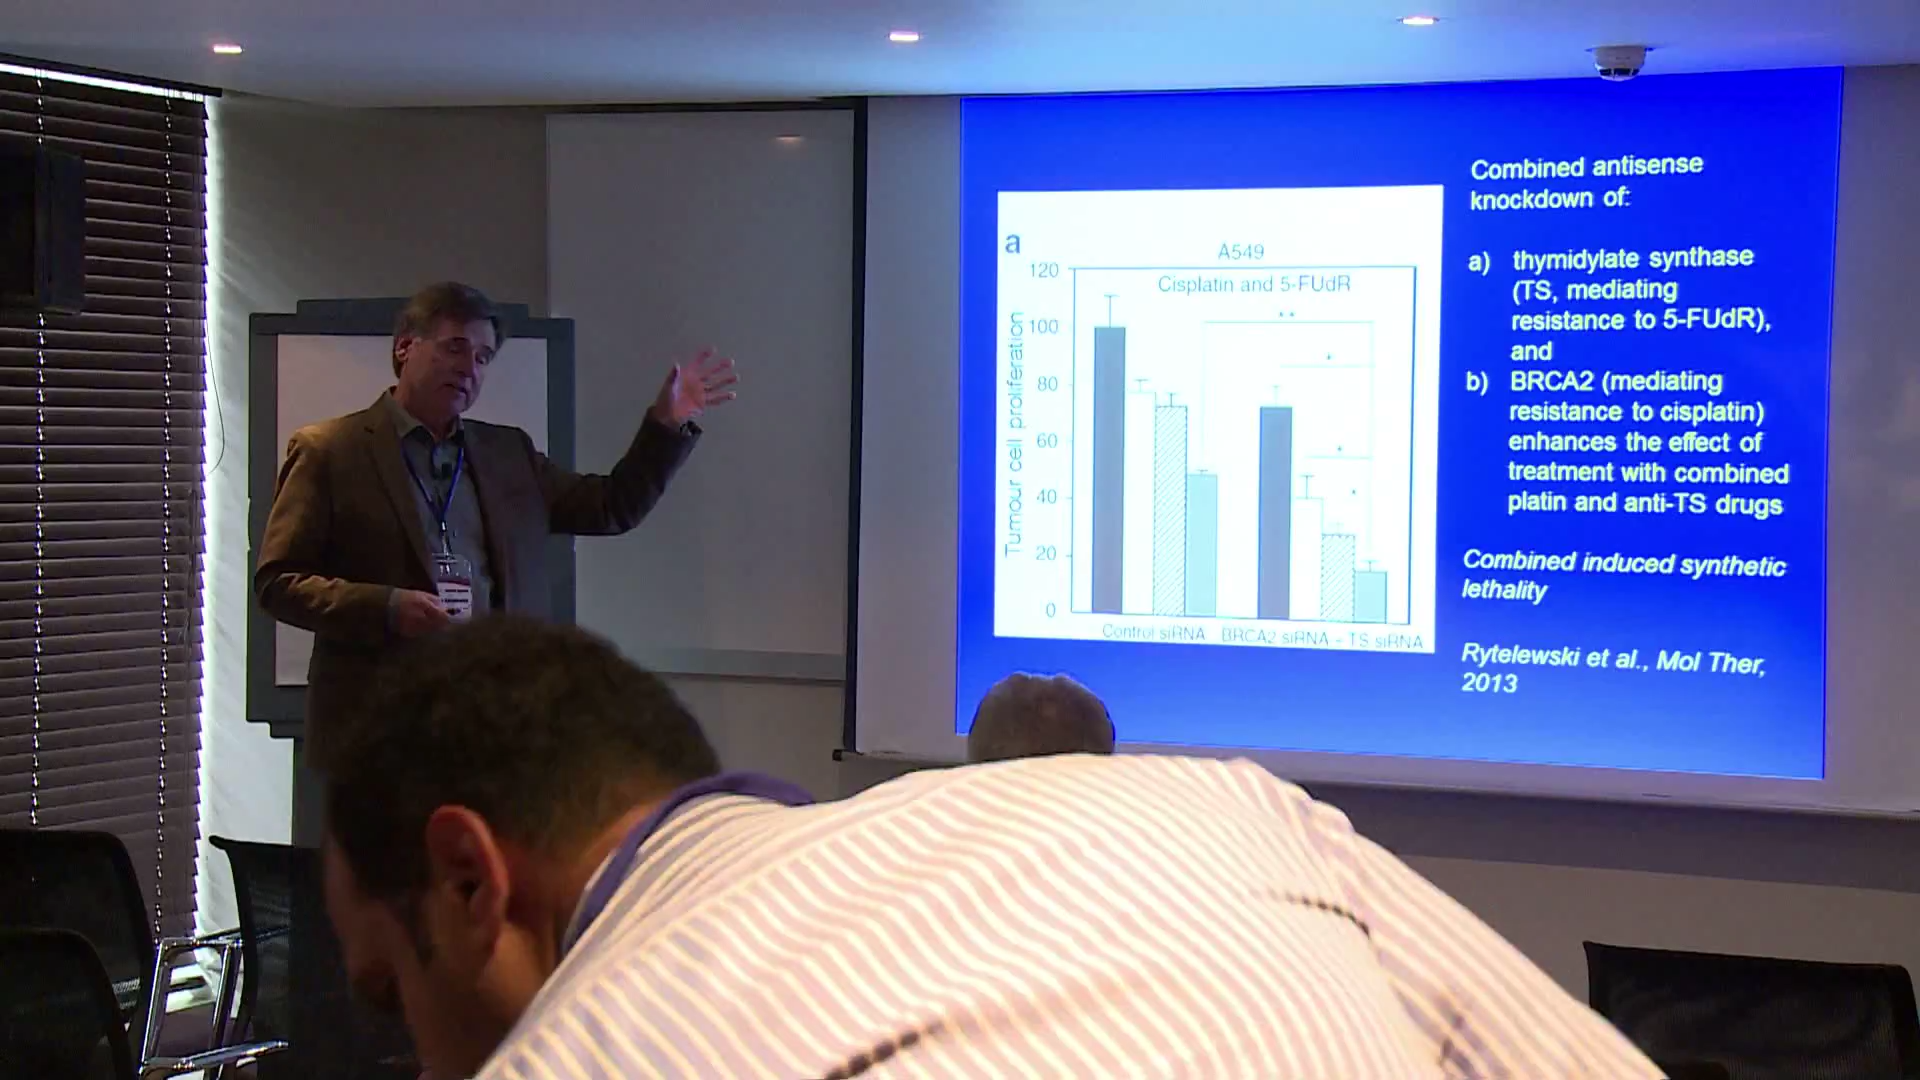 a
A549
Cisplatin and 5-FUdR
Tumour cell proliferation
120
100
80
60
40
20
0
**
*
*
*
Control siRNA
BRCA2 siRNA - TS siRNA
Combined antisense
knockdown of:
a) thymidylate synthase
(TS, mediating
resistance to 5-FUdR),
and
b) BRCA2 (mediating
resistance to cisplatin)
enhances the effect of
treatment with combined
platin and anti-TS drugs
Combined induced synthetic
lethality
Rytelewski et al., Mol Ther,
2013